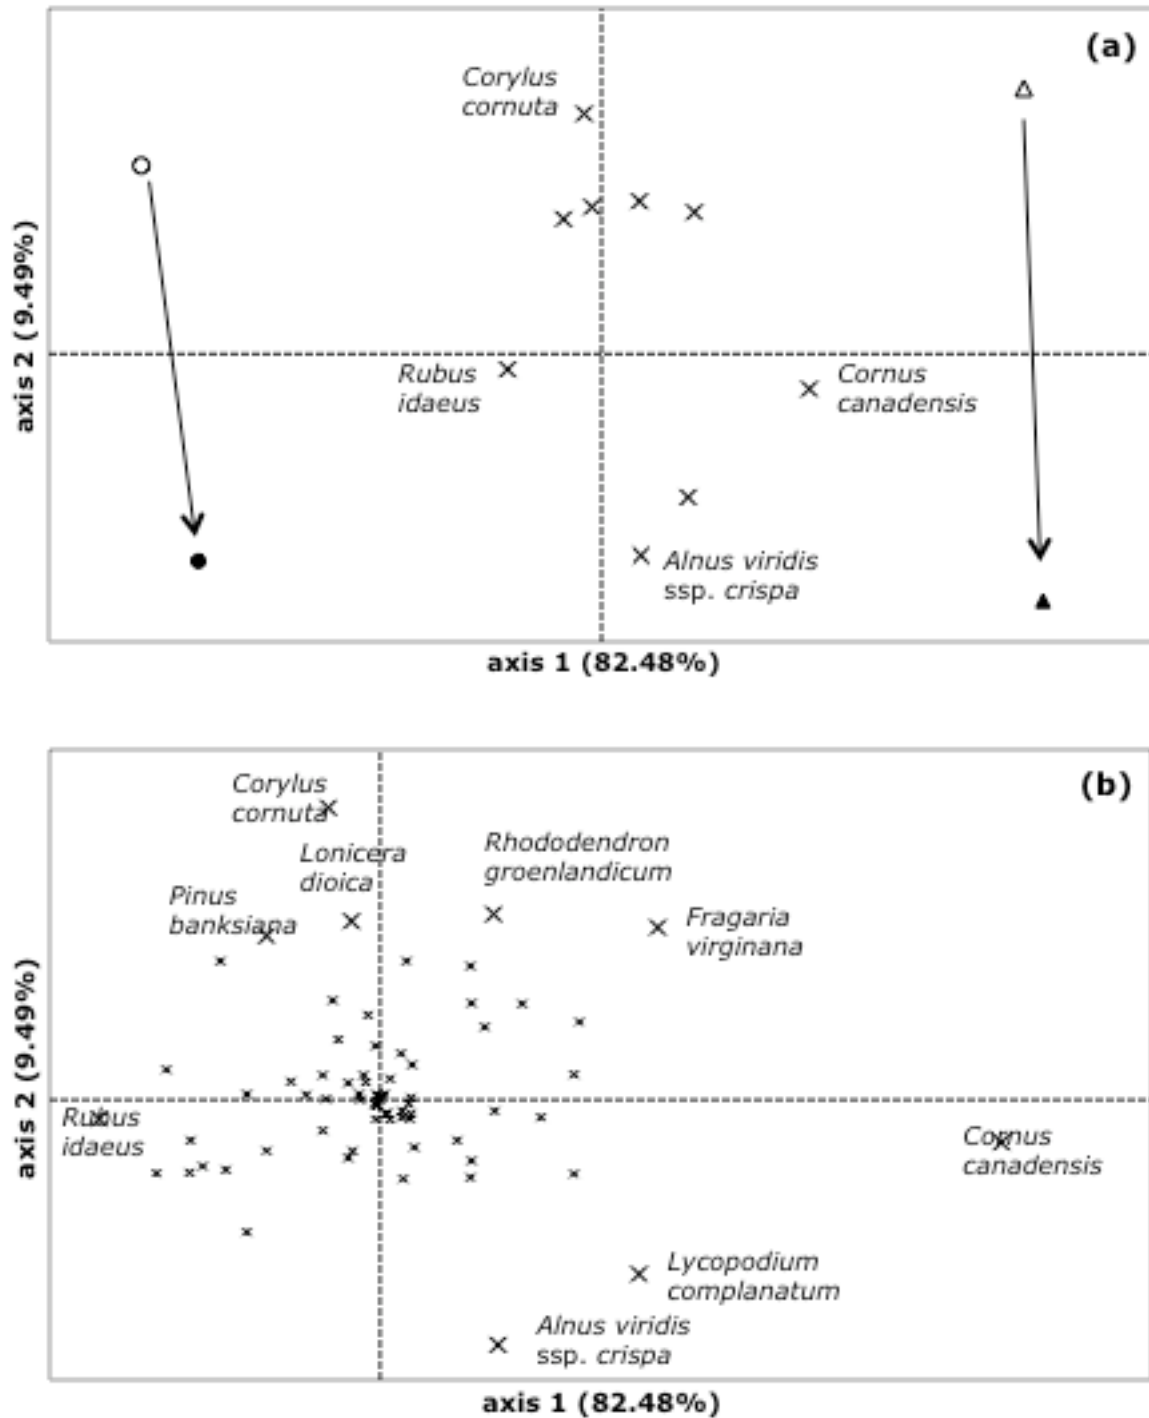 (a)
Corylus
cornuta
Rubus
idaeus
Cornus
canadensis
Alnus viridis
ssp. crispa
axis 2 (9.49%)
axis 1 (82.48%)
(b)
Corylus
cornuta
Lonicera
dioica
Rhododendron
groenlandicum
Pinus
banksiana
Fragaria
virginana
Rubus
idaeus
Cornus
canadensis
Lycopodium
complanatum
Alnus viridis
ssp. crispa
axis 2 (9.49%)
axis 1 (82.48%)